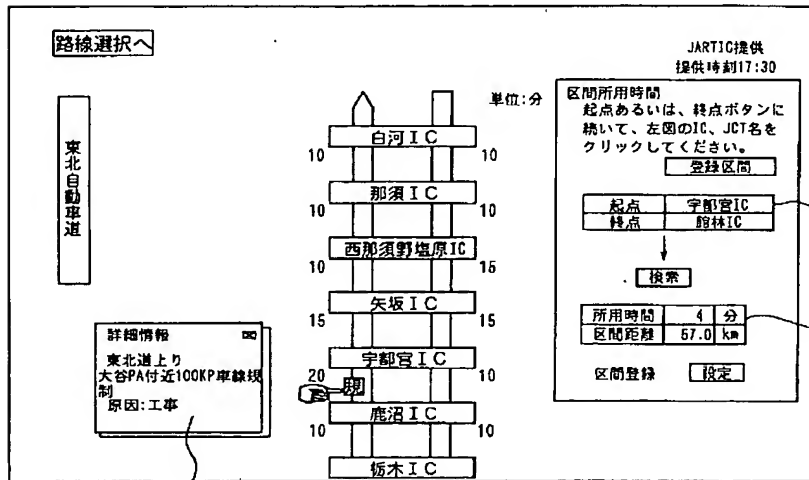 路線選択へ
JARTIC提供
提供時刻17:30
東北自動車道
単位:分
白河IC
10 10
那須IC
10 10
西那須野塩原IC
10 15
矢坂IC
15 15
宇都宮IC
20 規 10
鹿沼IC
10 10
栃木IC
詳細情報
東北道上り
大谷PA付近100KP車線規
制
原因:工事
区間所用時間
起点あるいは、終点ボタンに
続いて、左図のIC、JCT名を
クリックしてください。
登録区間
起点 宇都宮IC
終点 館林IC
検索
所用時間 4 分
区間距離 57.0 km
区間登録 設定